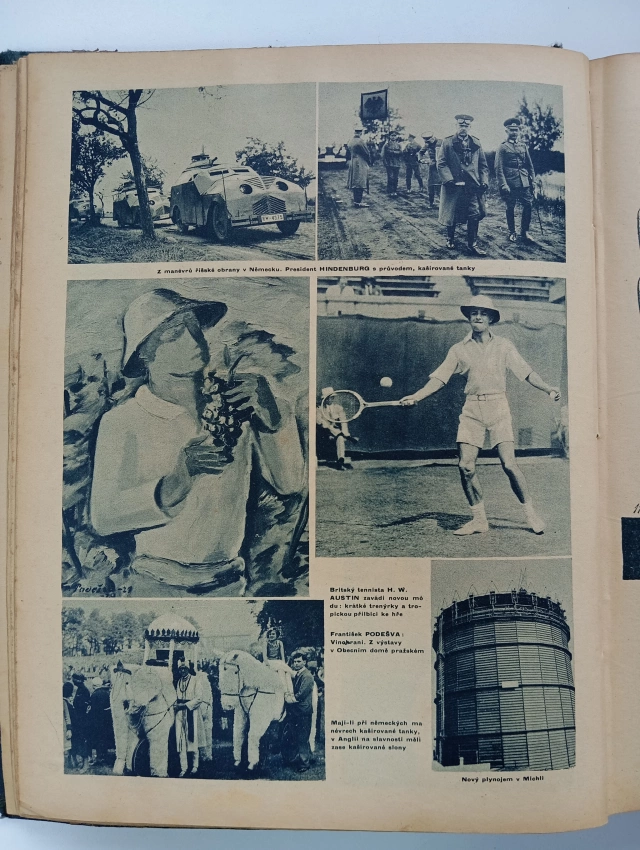 Z manévrů říšské obrany v Německu. President HINDENBURG s průvodem, kašírované tanky
Britský tennista H. W.
AUSTIN zavádí novou mó
du: krátké trenýrky a tro-
pickou přilbici ke hře
František PODEŠVA:
Vinobraní. Z výstavy
v Obecním domě pražském
Mají-li při německých ma
névrech kašírované tanky,
v Anglii na slavnosti měli
zase kašírované slony
Nový plynojem v Michli